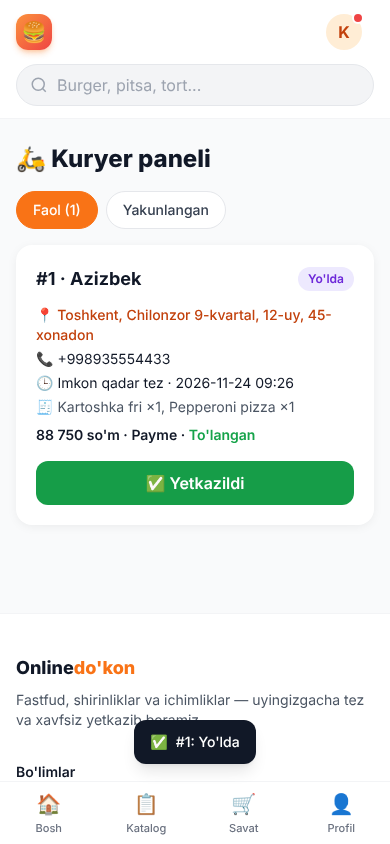 K
Burger, pitsa, tort...
Kuryer paneli
Faol (1)
Yakunlangan
#1 · Azizbek
Yo'lda
Toshkent, Chilonzor 9-kvartal, 12-uy, 45-
xonadon
+998935554433
Imkon qadar tez · 2026-11-24 09:26
Kartoshka fri ×1, Pepperoni pizza ×1
88 750 so'm · Payme · To'langan
Yetkazildi
Onlinedo'kon
Fastfud, shirinliklar va ichimliklar — uyingizgacha tez
va xavfsiz yetkazib beramiz.
#1: Yo'lda
Bo'limlar
Bosh
Katalog
Savat
Profil